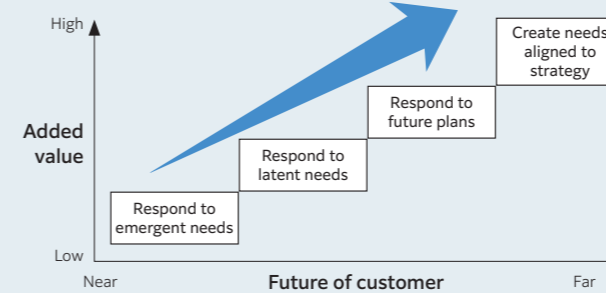 High
Create needs
aligned to
strategy
Respond to
future plans
Added
value
Respond to
latent needs
Respond to
emergent needs
Low
Near
Future of customer
Far